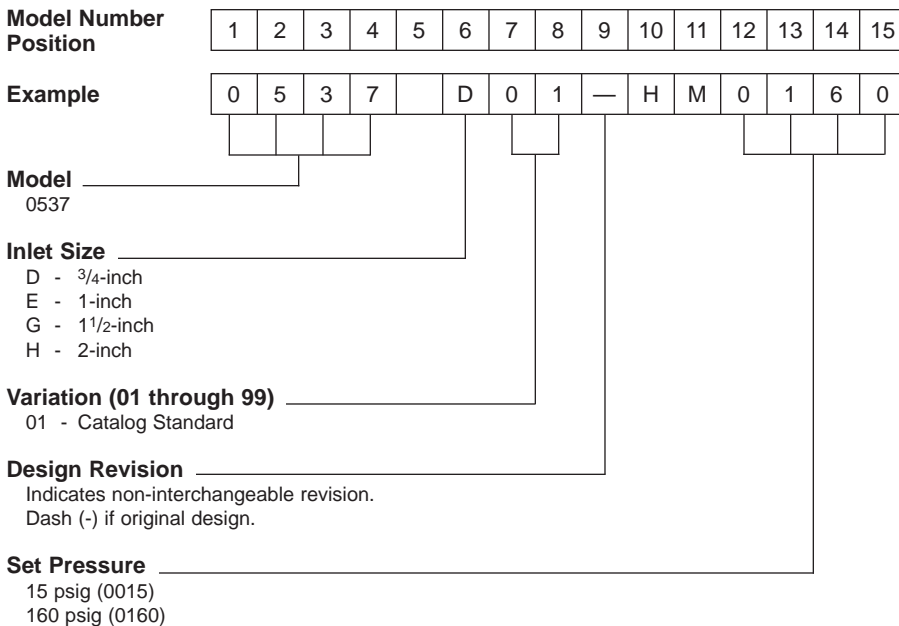 Model Number Position 1 2 3 4 5 6 7 8 9 10 11 12 13 14 15
Example 0 5 3 7 D 0 1 — H M 0 1 6 0
Model
0537
Inlet Size
D - 3/4-inch
E - 1-inch
G - 11/2-inch
H - 2-inch
Variation (01 through 99)
01 - Catalog Standard
Design Revision
Indicates non-interchangeable revision.
Dash (-) if original design.
Set Pressure
15 psig (0015)
160 psig (0160)